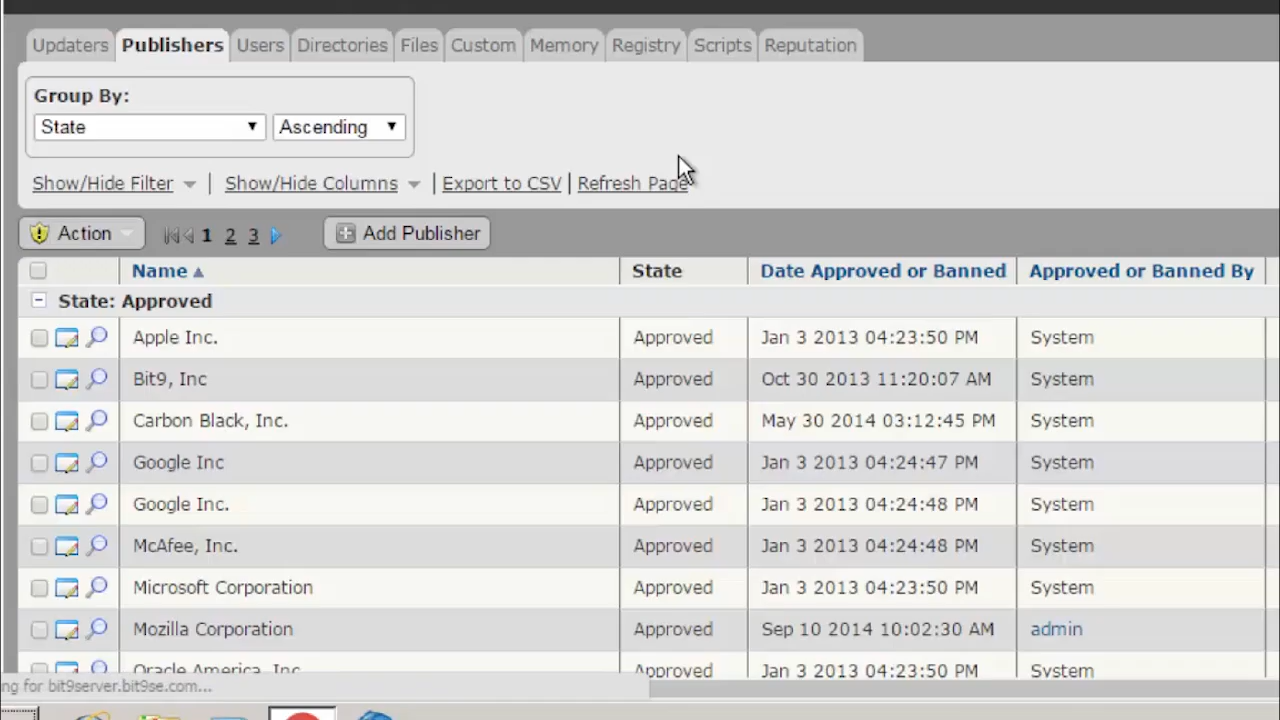 Updaters Publishers Users Directories Files Custom Memory Registry Scripts Reputation
Group By:
State Ascending
Show/Hide Filter | Show/Hide Columns | Export to CSV | Refresh Page
Action 1 2 3 Add Publisher
Name State Date Approved or Banned Approved or Banned By
State: Approved
Apple Inc. Approved Jan 3 2013 04:23:50 PM System
Bit9, Inc Approved Oct 30 2013 11:20:07 AM System
Carbon Black, Inc. Approved May 30 2014 03:12:45 PM System
Google Inc Approved Jan 3 2013 04:24:47 PM System
Google Inc. Approved Jan 3 2013 04:24:48 PM System
McAfee, Inc. Approved Jan 3 2013 04:24:48 PM System
Microsoft Corporation Approved Jan 3 2013 04:23:50 PM System
Mozilla Corporation Approved Sep 10 2014 10:02:30 AM admin
Oracle America, Inc. Approved Jan 3 2013 04:23:50 PM System
ng for bit9server.bit9se.com...